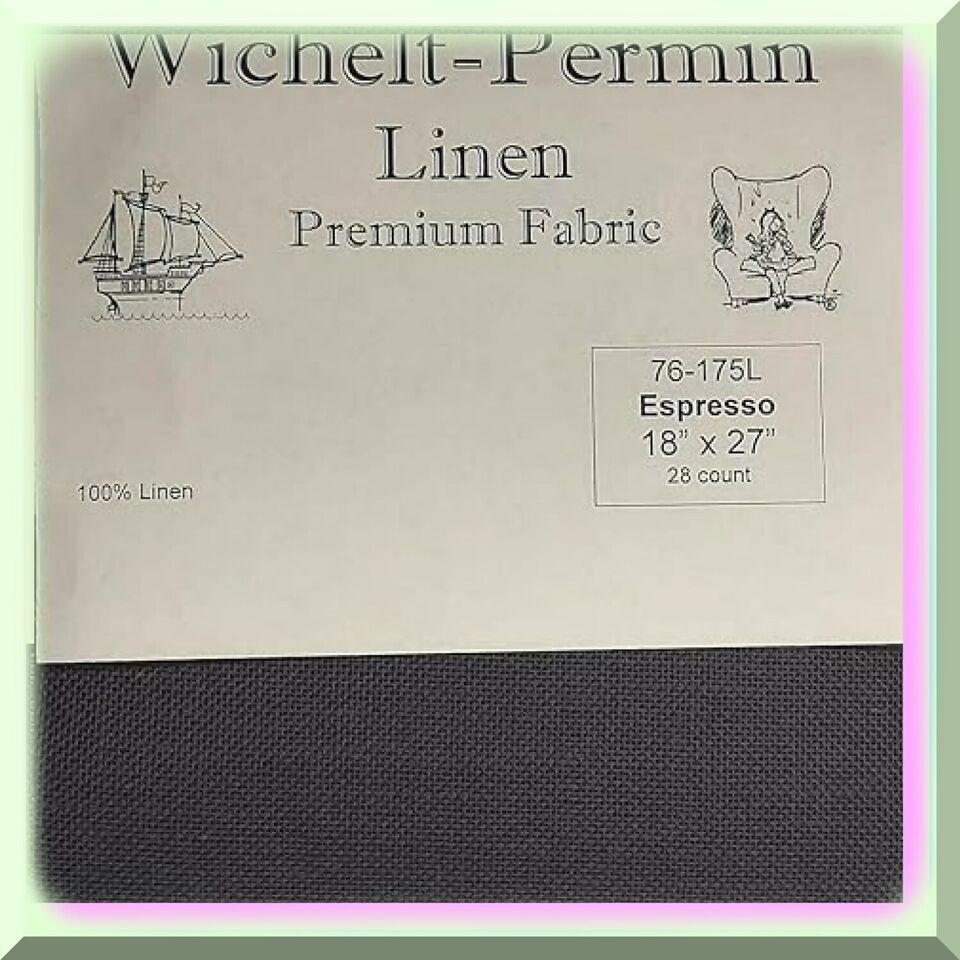 Wichelt-Permin
Linen
Premium Fabric
76-175L
Espresso
18” x 27”
28 count
100% Linen